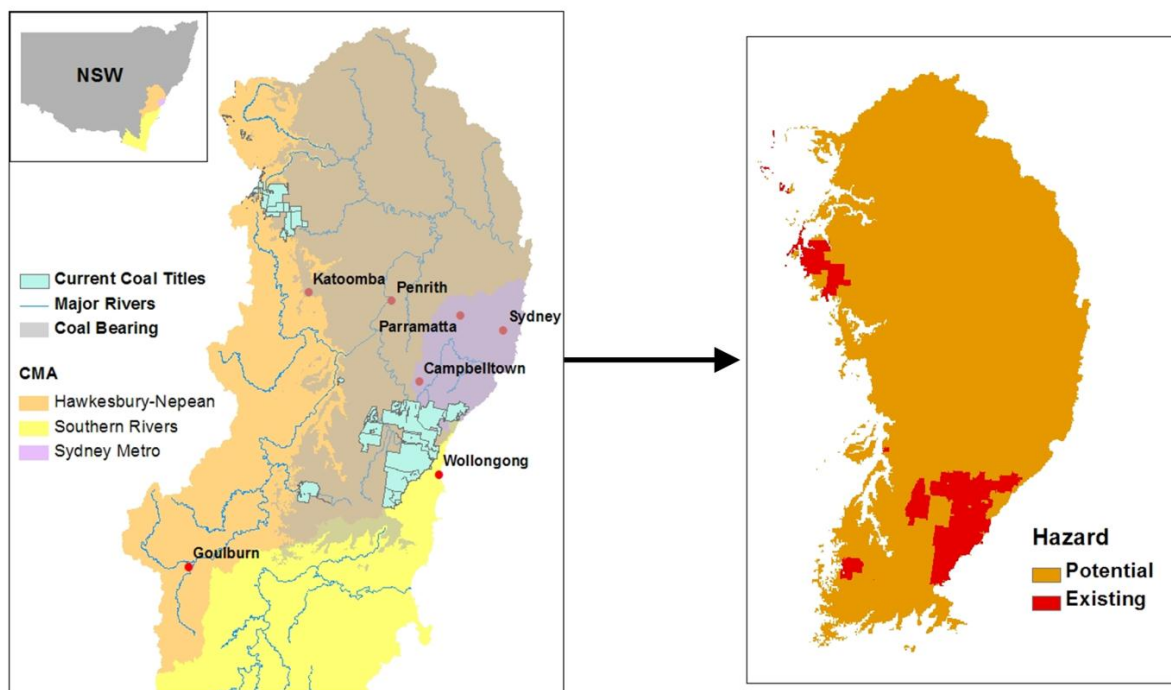 NSW
Current Coal Titles
Major Rivers
Coal Bearing
CMA
Hawkesbury-Nepean
Southern Rivers
Sydney Metro
Katoomba
Penrith
Parramatta
Sydney
Campbelltown
Wollongong
Goulburn
Hazard
Potential
Existing